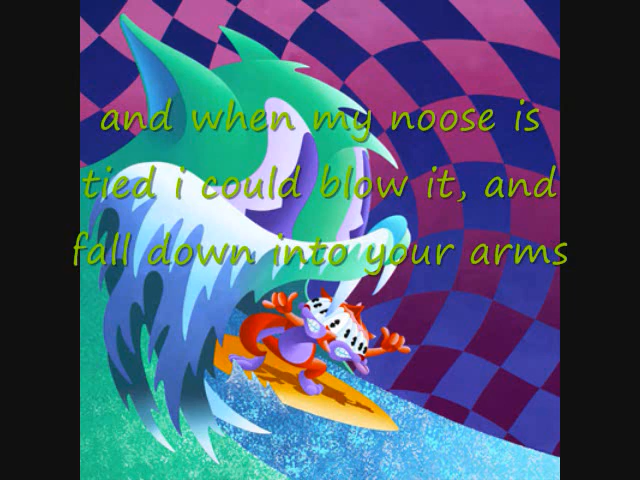 and when my noose is
tied i could blow it, and
fall down into your arms